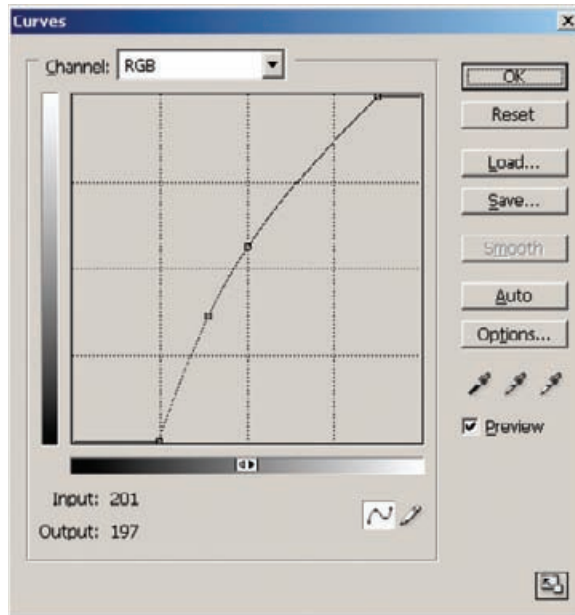 Curves
Channel: RGB
OK
Reset
Load...
Save...
Smooth
Auto
Options...
Preview
Input: 201
Output: 197